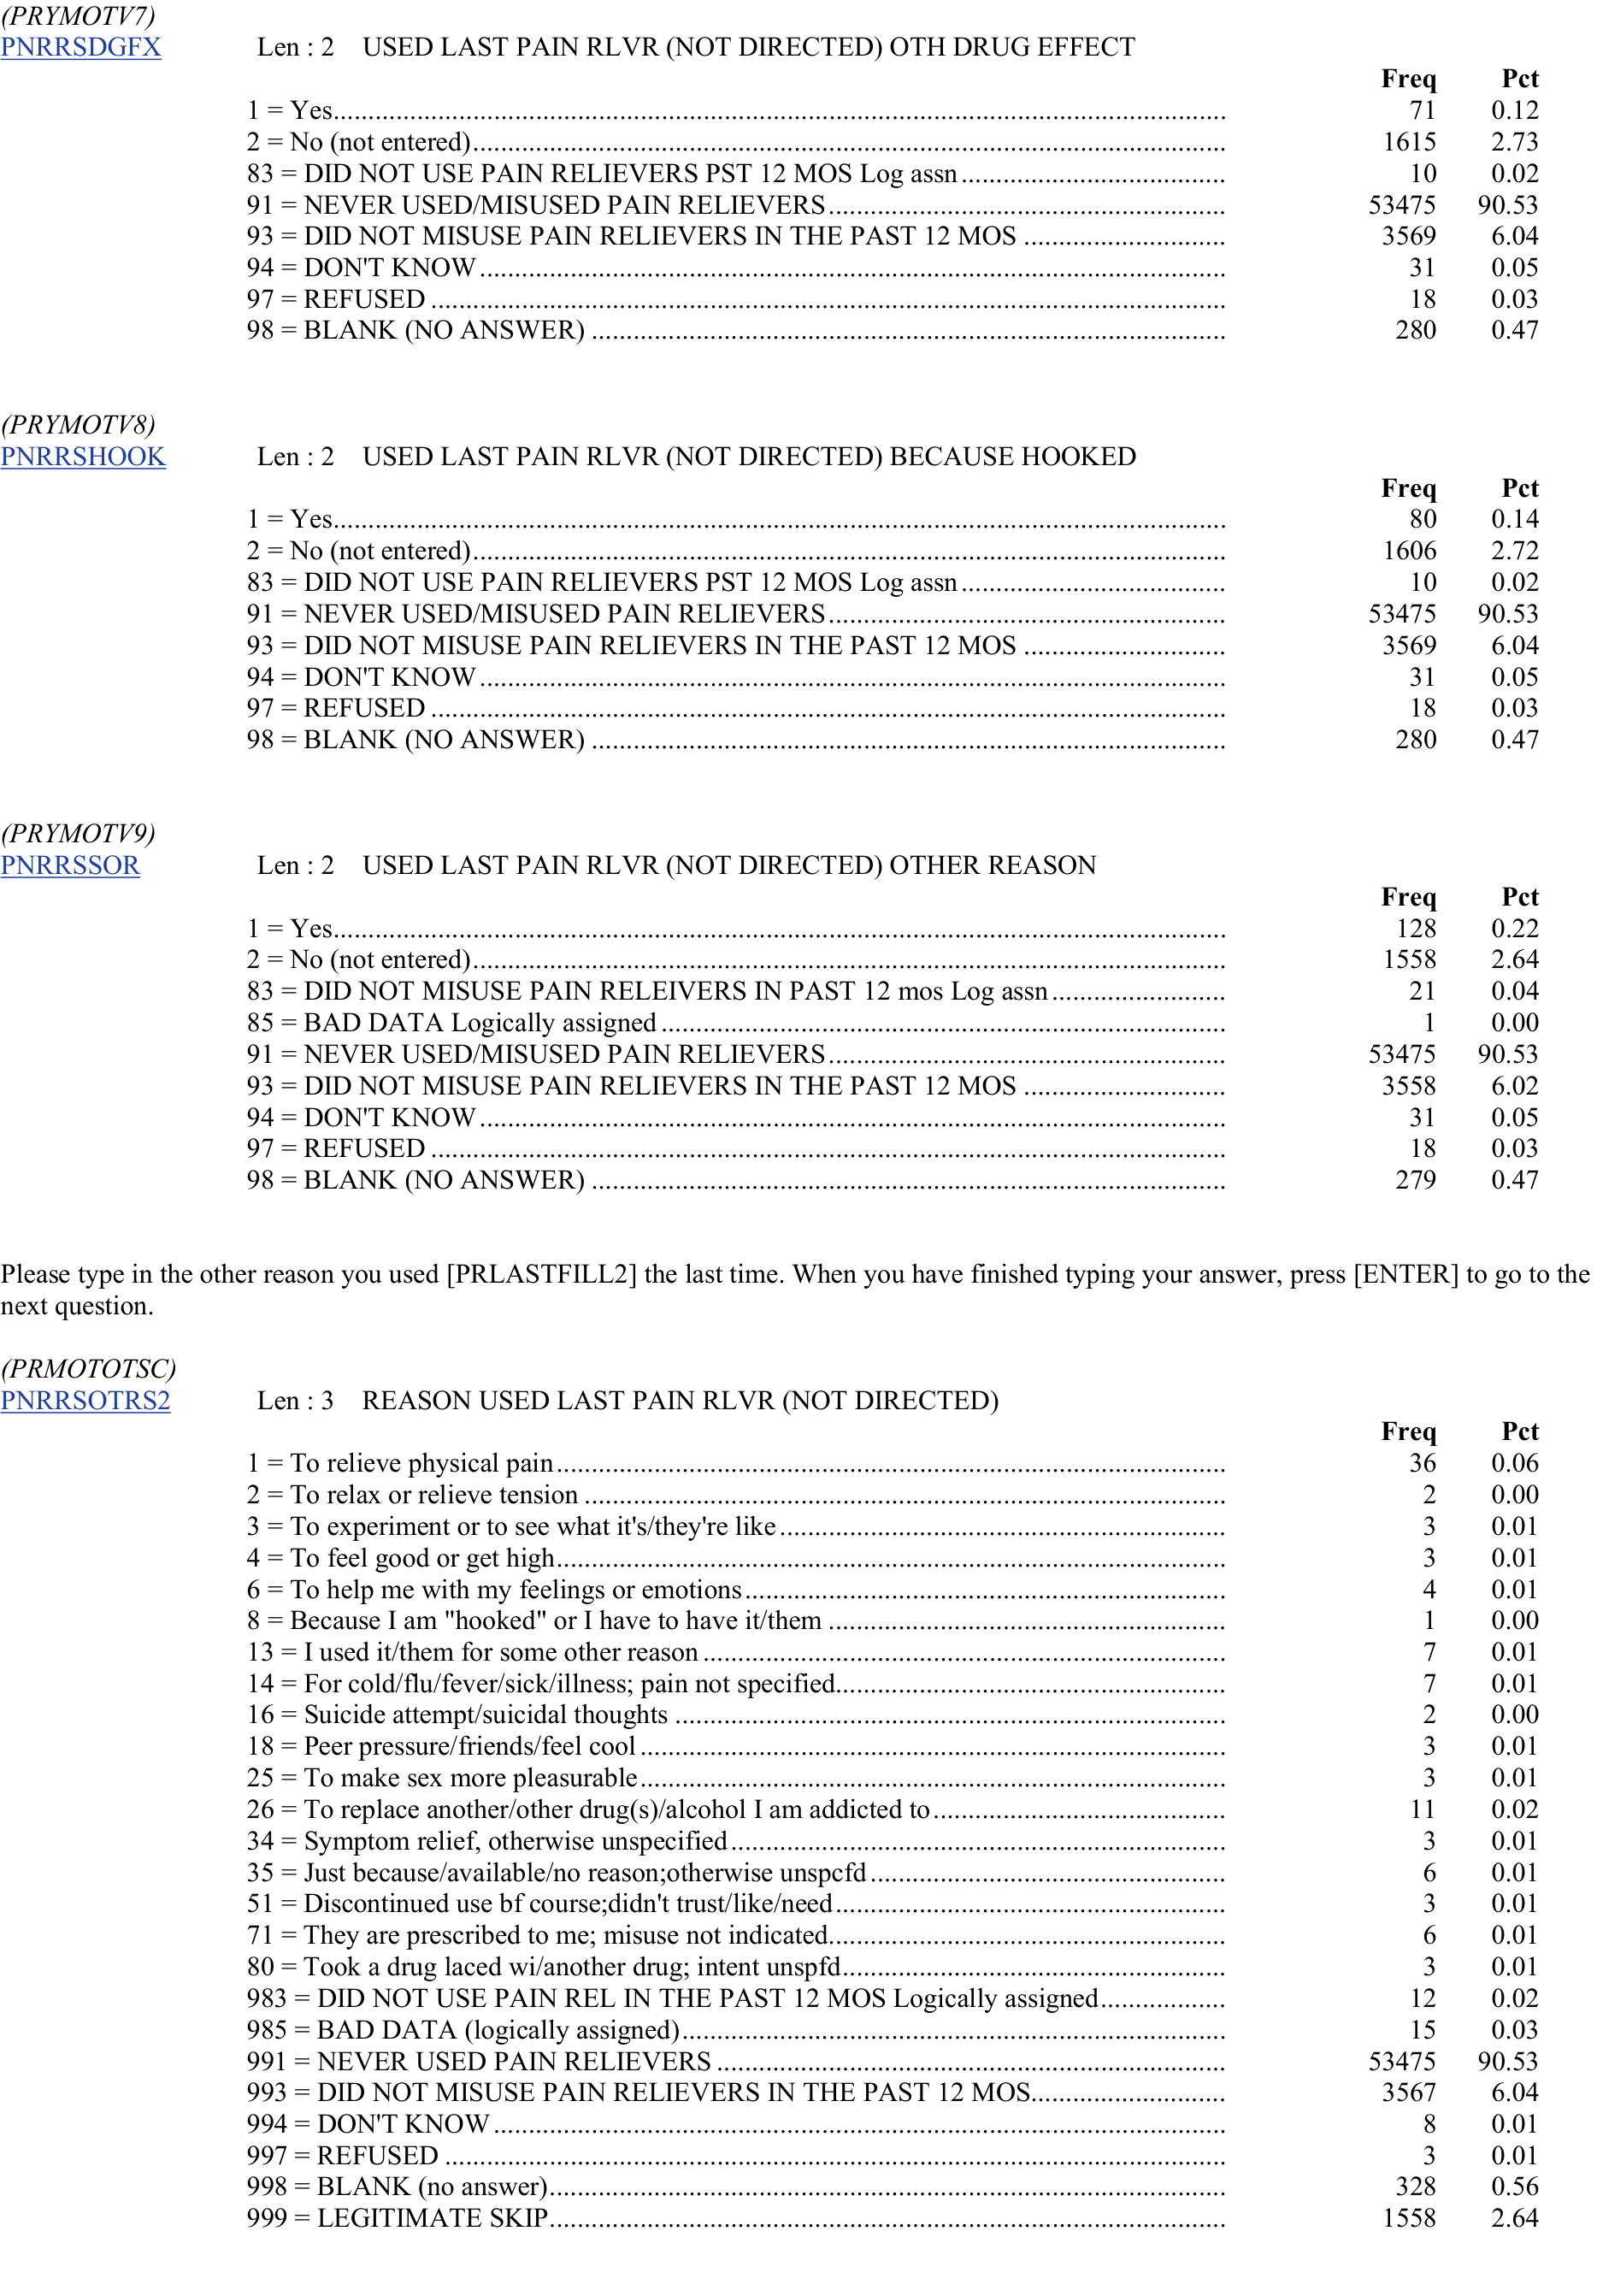 (PRYMOTV7)
PNRRSDGFX Len : 2 USED LAST PAIN RLVR (NOT DIRECTED) OTH DRUG EFFECT
Freq Pct
1 = Yes 71 0.12
2 = No (not entered) 1615 2.73
83 = DID NOT USE PAIN RELIEVERS PST 12 MOS Log assn 10 0.02
91 = NEVER USED/MISUSED PAIN RELIEVERS 53475 90.53
93 = DID NOT MISUSE PAIN RELIEVERS IN THE PAST 12 MOS 3569 6.04
94 = DON'T KNOW 31 0.05
97 = REFUSED 18 0.03
98 = BLANK (NO ANSWER) 280 0.47
(PRYMOTV8)
PNRRSHOOK Len : 2 USED LAST PAIN RLVR (NOT DIRECTED) BECAUSE HOOKED
Freq Pct
1 = Yes 80 0.14
2 = No (not entered) 1606 2.72
83 = DID NOT USE PAIN RELIEVERS PST 12 MOS Log assn 10 0.02
91 = NEVER USED/MISUSED PAIN RELIEVERS 53475 90.53
93 = DID NOT MISUSE PAIN RELIEVERS IN THE PAST 12 MOS 3569 6.04
94 = DON'T KNOW 31 0.05
97 = REFUSED 18 0.03
98 = BLANK (NO ANSWER) 280 0.47
(PRYMOTV9)
PNRRSSOR Len : 2 USED LAST PAIN RLVR (NOT DIRECTED) OTHER REASON
Freq Pct
1 = Yes 128 0.22
2 = No (not entered) 1558 2.64
83 = DID NOT MISUSE PAIN RELEIVERS IN PAST 12 mos Log assn 21 0.04
85 = BAD DATA Logically assigned 1 0.00
91 = NEVER USED/MISUSED PAIN RELIEVERS 53475 90.53
93 = DID NOT MISUSE PAIN RELIEVERS IN THE PAST 12 MOS 3558 6.02
94 = DON'T KNOW 31 0.05
97 = REFUSED 18 0.03
98 = BLANK (NO ANSWER) 279 0.47
Please type in the other reason you used [PRLASTFILL2] the last time. When you have finished typing your answer, press [ENTER] to go to the
next question.
(PRMOTOTSC)
PNRRSOTRS2 Len : 3 REASON USED LAST PAIN RLVR (NOT DIRECTED)
Freq Pct
1 = To relieve physical pain 36 0.06
2 = To relax or relieve tension 2 0.00
3 = To experiment or to see what it's/they're like 3 0.01
4 = To feel good or get high 3 0.01
6 = To help me with my feelings or emotions 4 0.01
8 = Because I am "hooked" or I have to have it/them 1 0.00
13 = I used it/them for some other reason 7 0.01
14 = For cold/flu/fever/sick/illness; pain not specified 7 0.01
16 = Suicide attempt/suicidal thoughts 2 0.00
18 = Peer pressure/friends/feel cool 3 0.01
25 = To make sex more pleasurable 3 0.01
26 = To replace another/other drug(s)/alcohol I am addicted to 11 0.02
34 = Symptom relief, otherwise unspecified 3 0.01
35 = Just because/available/no reason;otherwise unspcfd 6 0.01
51 = Discontinued use bf course;didn't trust/like/need 3 0.01
71 = They are prescribed to me; misuse not indicated 6 0.01
80 = Took a drug laced wi/another drug; intent unspfd 3 0.01
983 = DID NOT USE PAIN REL IN THE PAST 12 MOS Logically assigned 12 0.02
985 = BAD DATA (logically assigned) 15 0.03
991 = NEVER USED PAIN RELIEVERS 53475 90.53
993 = DID NOT MISUSE PAIN RELIEVERS IN THE PAST 12 MOS 3567 6.04
994 = DON'T KNOW 8 0.01
997 = REFUSED 3 0.01
998 = BLANK (no answer) 328 0.56
999 = LEGITIMATE SKIP 1558 2.64